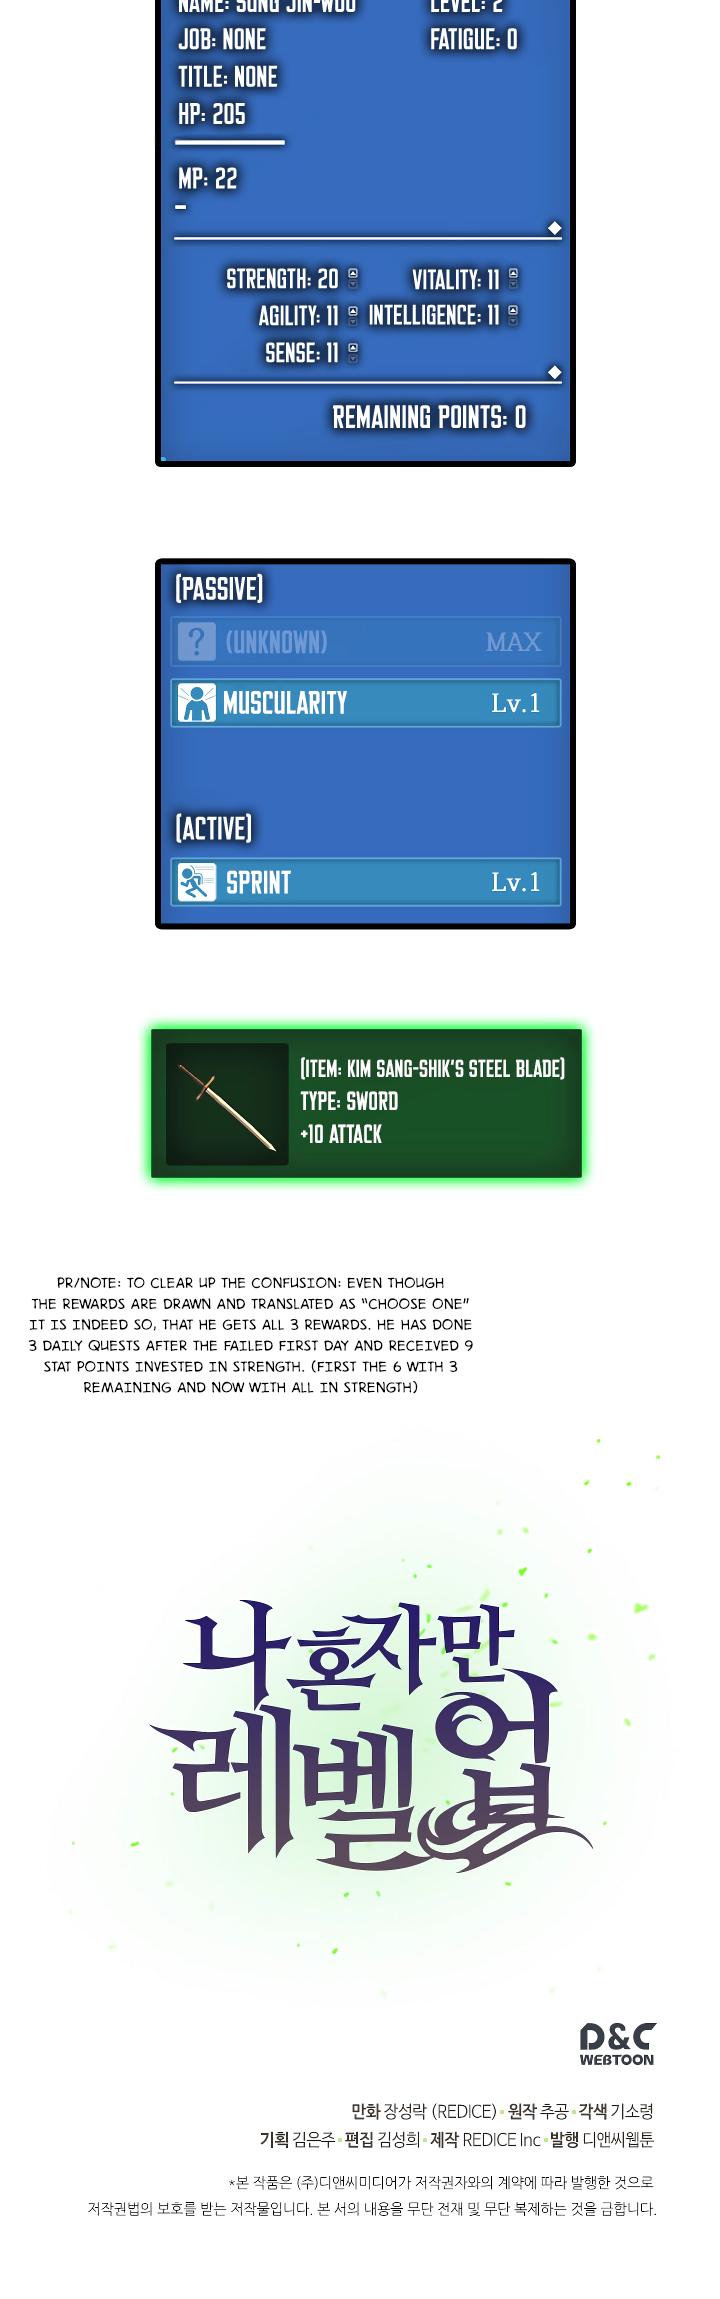 NAME: SUNG JIN-WOO LEVEL: 2
JOB: NONE FATIGUE: 0
TITLE: NONE
HP: 205
MP: 22
STRENGTH: 20 VITALITY: 11
AGILITY: 11 INTELLIGENCE: 11
SENSE: 11
REMAINING POINTS: 0
(PASSIVE)
? (UNKNOWN) MAX
MUSCULARITY Lv.1
(ACTIVE)
SPRINT Lv.1
(ITEM: KIM SANG-SHIK'S STEEL BLADE)
TYPE: SWORD
+10 ATTACK
PR/NOTE: TO CLEAR UP THE CONFUSION: EVEN THOUGH
THE REWARDS ARE DRAWN AND TRANSLATED AS "CHOOSE ONE"
IT IS INDEED SO, THAT HE GETS ALL 3 REWARDS. HE HAS DONE
3 DAILY QUESTS AFTER THE FAILED FIRST DAY AND RECEIVED 9
STAT POINTS INVESTED IN STRENGTH. (FIRST THE 6 WITH 3
REMAINING AND NOW WITH ALL IN STRENGTH)
나 혼자만
레벨업
D&C
WEBTOON
만화 장성락 (REDICE) • 원작 추공 • 각색 기소령
기획 김은주 • 편집 김성희 • 제작 REDICE Inc • 발행 디앤씨웹툰
*본 작품은 (주)디앤씨미디어가 저작권자와의 계약에 따라 발행한 것으로
저작권법의 보호를 받는 저작물입니다. 본 서의 내용을 무단 전재 및 무단 복제하는 것을 금합니다.